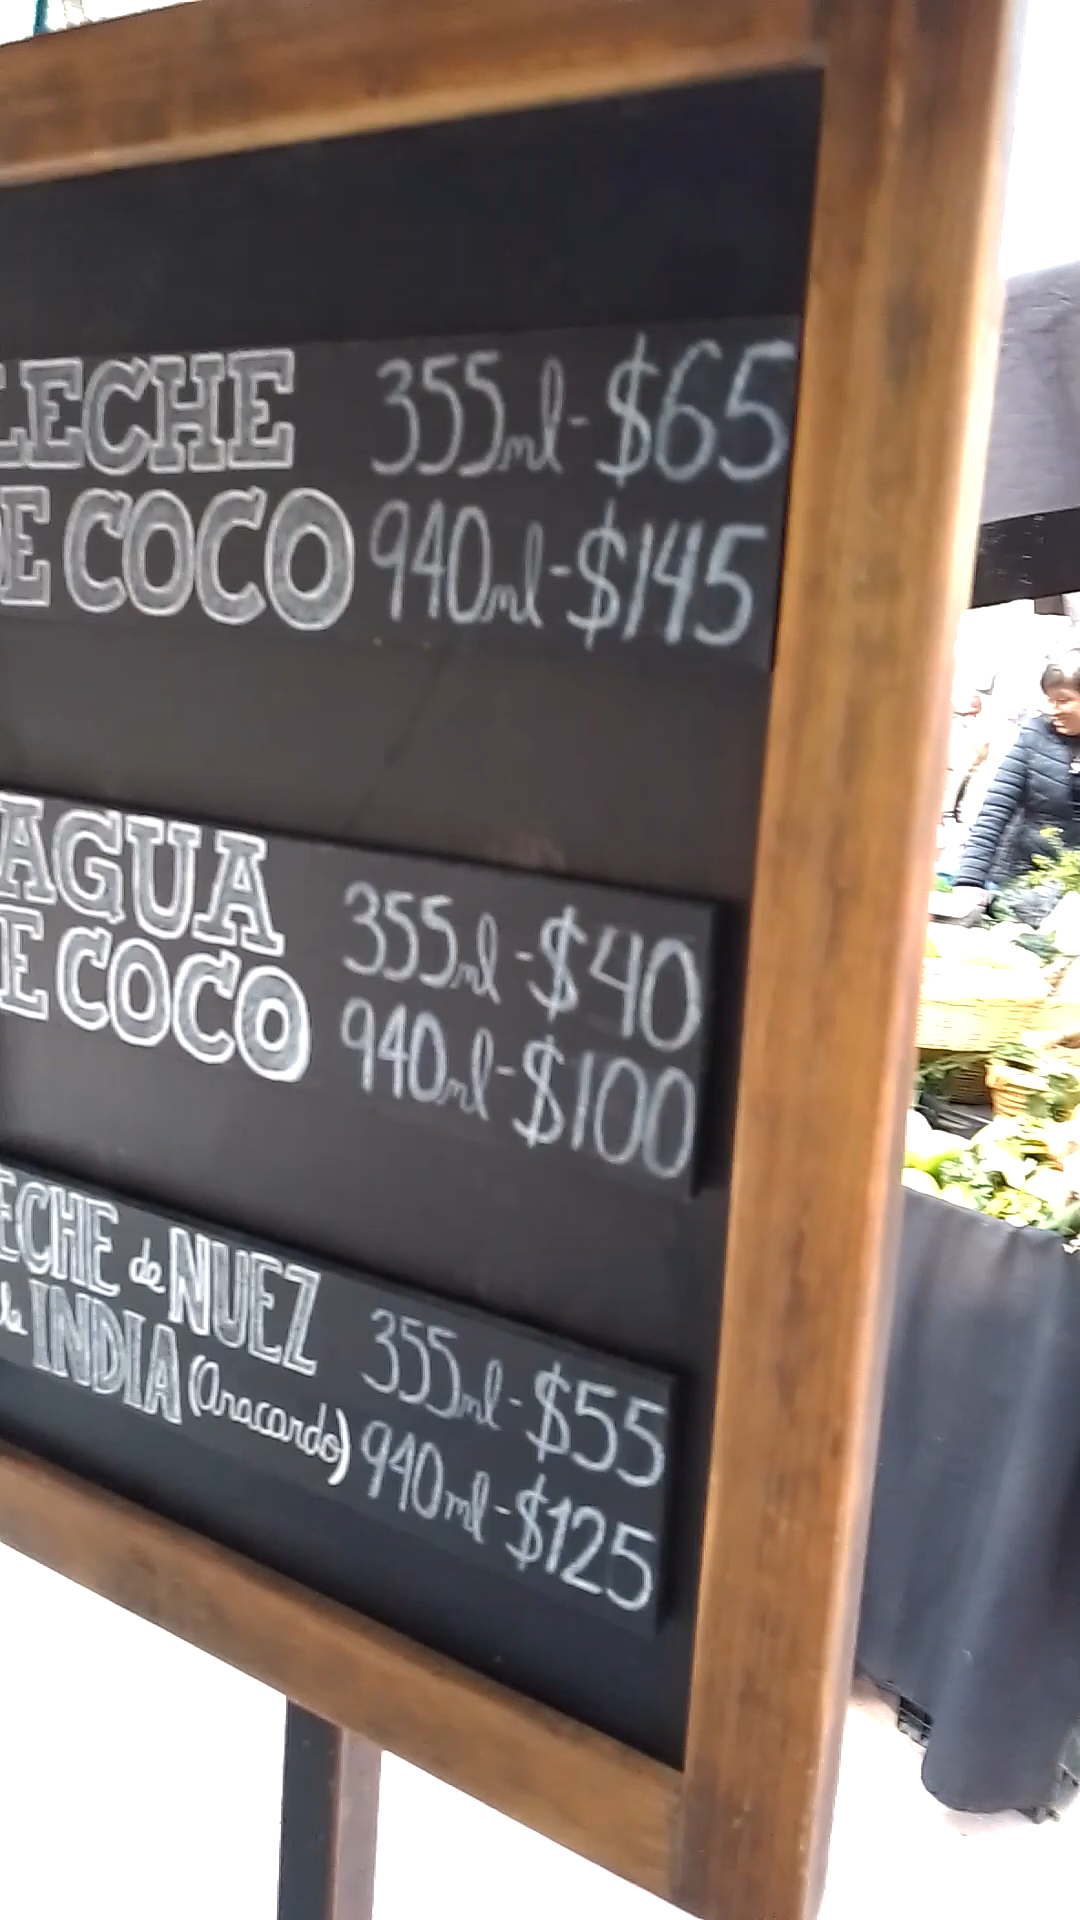 LECHE 355ml-$65
DE COCO 940ml-$145
AGUA 355ml-$40
DE COCO 940ml-$100
LECHE de NUEZ 355ml-$55
INDIA (Anacardo) 940ml-$125